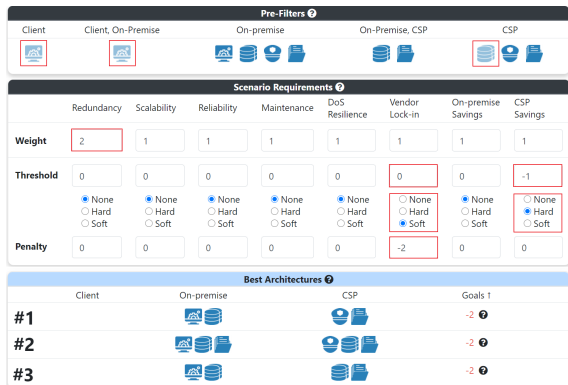 Pre-Filters ?
Client Client, On-Premise On-premise On-Premise, CSP CSP
Scenario Requirements ?
Redundancy Scalability Reliability Maintenance DoS Resilience Vendor Lock-in On-premise Savings CSP Savings
Weight 2 1 1 1 1 1 1 1
Threshold 0 0 0 0 0 0 0 -1
None None None None None None None None
Hard Hard Hard Hard Hard Hard Hard Hard
Soft Soft Soft Soft Soft Soft Soft Soft
Penalty 0 0 0 0 0 -2 0 0
Best Architectures ?
Client On-premise CSP Goals ↑
#1 -2 ?
#2 -2 ?
#3 -2 ?